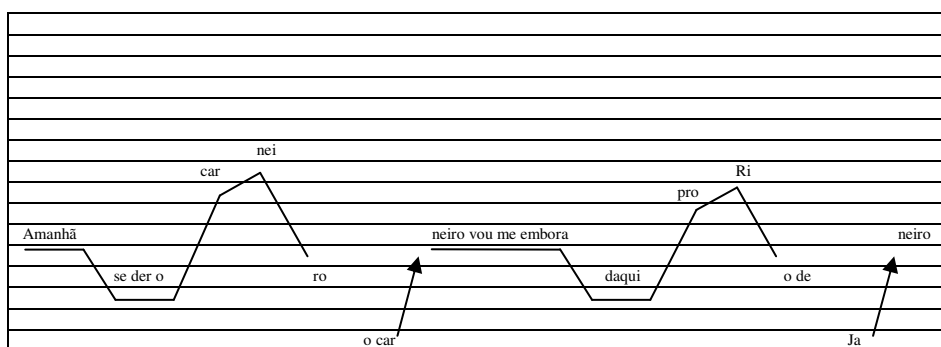 nei
car
Ri
pro
Amanhã neiro vou me embora neiro
se der o ro daqui o de
o car Ja